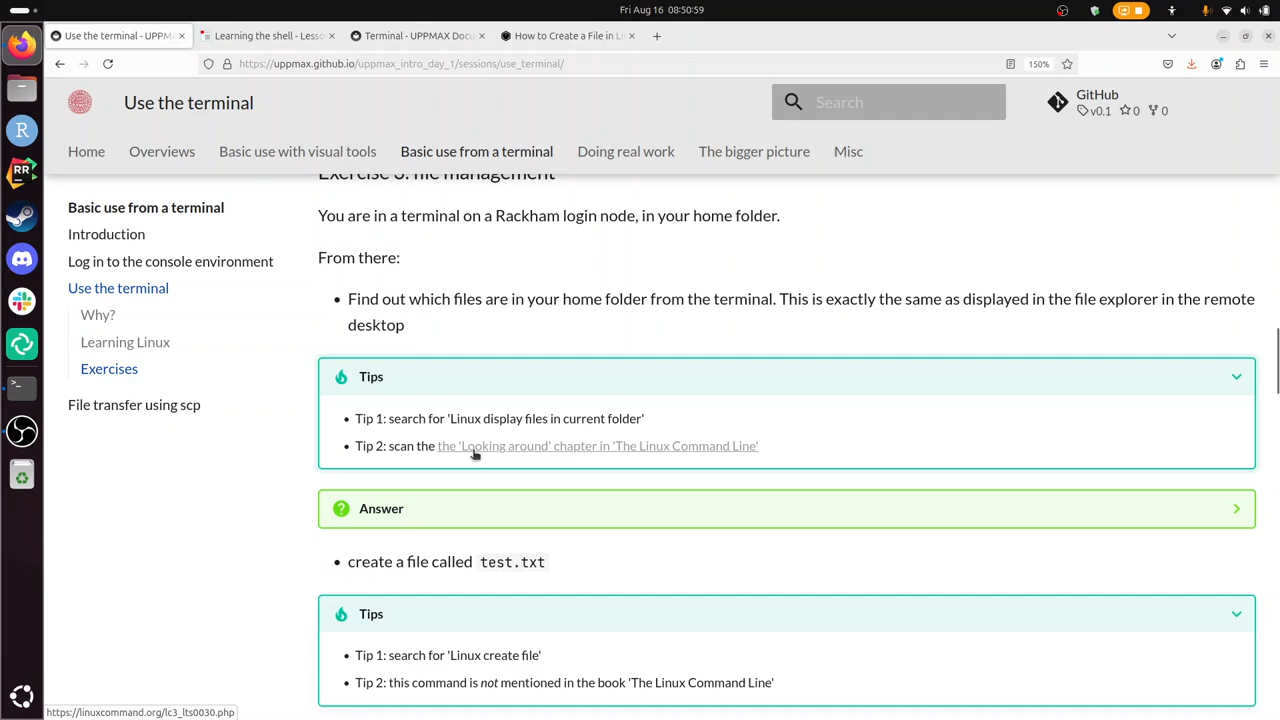 Fri Aug 16 08:50:59
Use the terminal - UPPMA
Learning the shell - Lesso
Terminal - UPPMAX Docu
How to Create a File in Li
https://uppmax.github.io/uppmax_intro_day_1/sessions/use_terminal/
150%
Use the terminal
Search
GitHub
v0.1 0 0
Home Overviews Basic use with visual tools Basic use from a terminal Doing real work The bigger picture Misc
Exercise 3: file management
Basic use from a terminal
Introduction
Log in to the console environment
Use the terminal
Why?
Learning Linux
Exercises
File transfer using scp
You are in a terminal on a Rackham login node, in your home folder.
From there:
• Find out which files are in your home folder from the terminal. This is exactly the same as displayed in the file explorer in the remote
desktop
Tips
• Tip 1: search for 'Linux display files in current folder'
• Tip 2: scan the the 'Looking around' chapter in 'The Linux Command Line'
Answer
• create a file called test.txt
Tips
• Tip 1: search for 'Linux create file'
• Tip 2: this command is not mentioned in the book 'The Linux Command Line'
https://linuxcommand.org/lc3_lts0030.php
R
RR